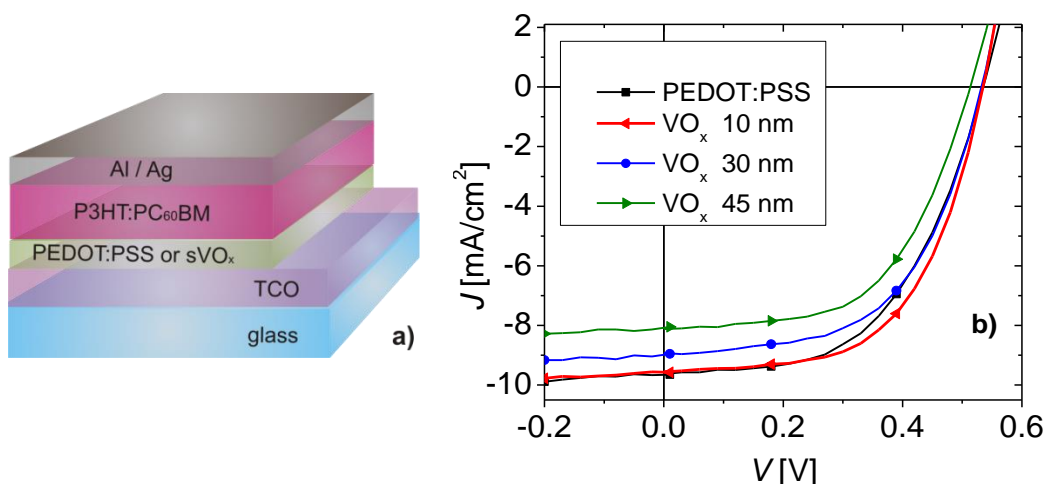 Al / Ag
P3HT:PC₆₀BM
PEDOT:PSS or sVOₓ
TCO
glass
a)
PEDOT:PSS
VOₓ 10 nm
VOₓ 30 nm
VOₓ 45 nm
b)
J [mA/cm²]
2
0
-2
-4
-6
-8
-10
-0.2 0.0 0.2 0.4 0.6
V [V]